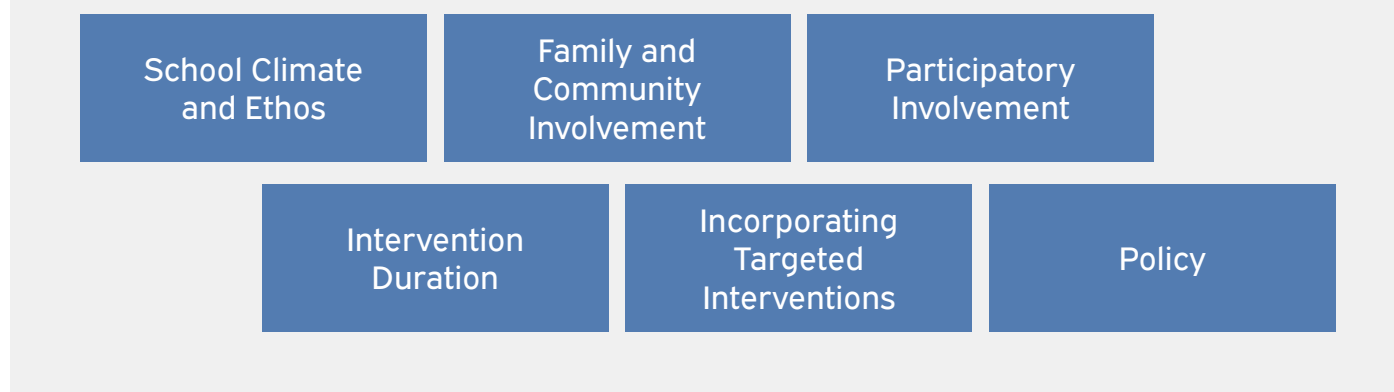 School Climate
and Ethos
Family and
Community
Involvement
Participatory
Involvement
Intervention
Duration
Incorporating
Targeted
Interventions
Policy